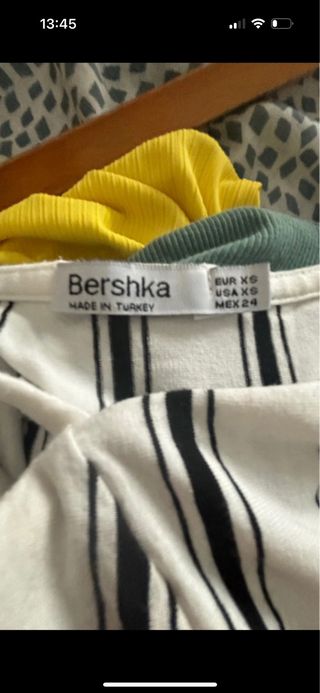 13:45
Bershka
MADE IN TURKEY
EUR XS
USA XS
MEX 24